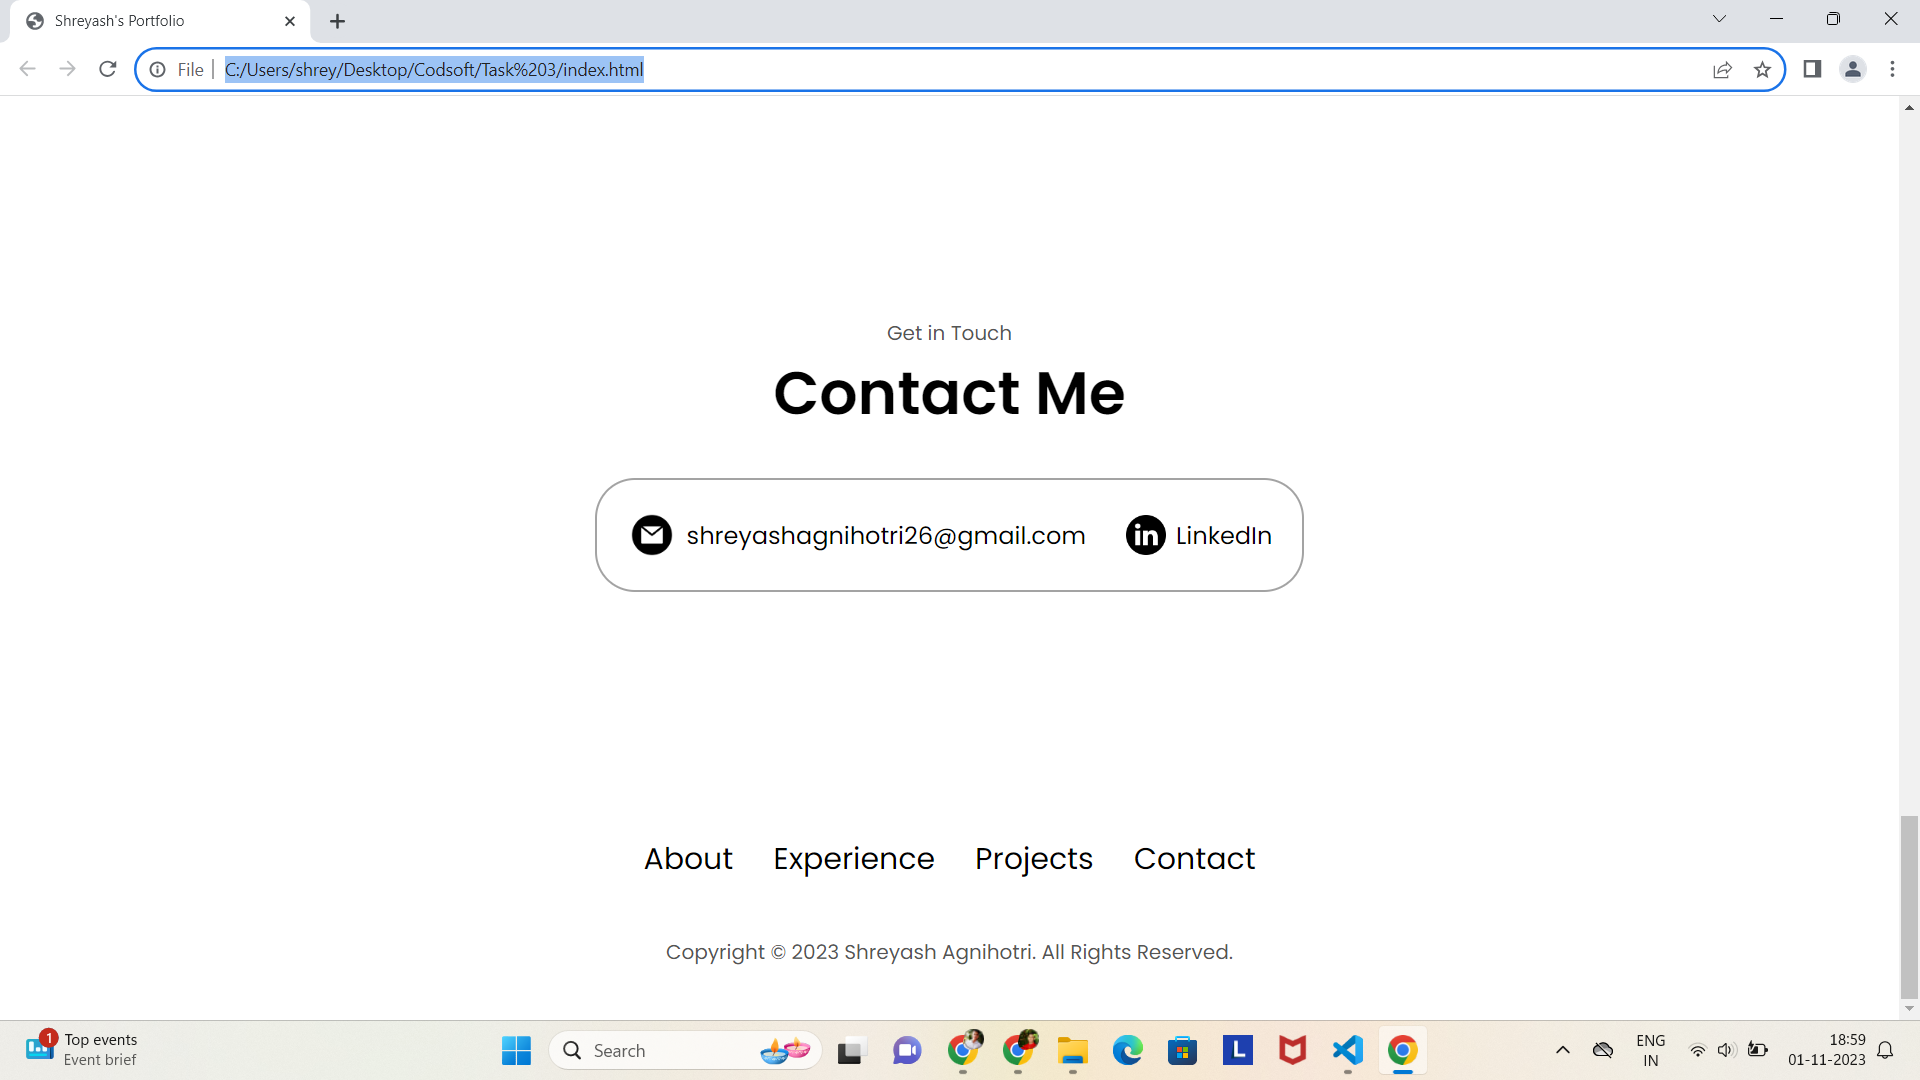 Shreyash's Portfolio
File C:/Users/shrey/Desktop/Codsoft/Task%203/index.html
Get in Touch
Contact Me
shreyashagnihotri26@gmail.com in LinkedIn
About Experience Projects Contact
Copyright © 2023 Shreyash Agnihotri. All Rights Reserved.
1 Top events
Event brief
Search
L
ENG
IN
18:59
01-11-2023